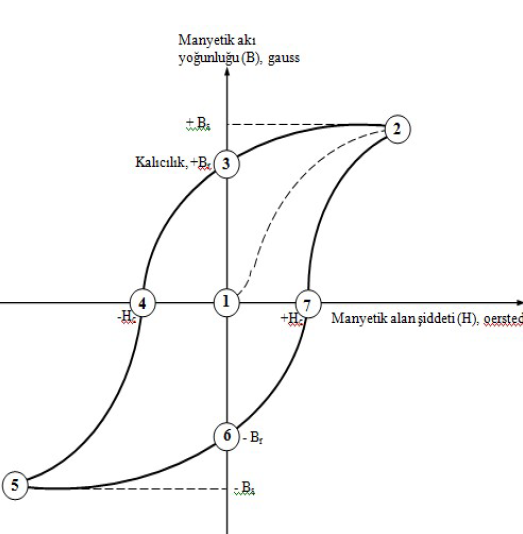 Manyetik akı
yoğunluğu (B), gauss
+ Bs
2
Kalıcılık, +Br
3
4
1
7
-Hc
+Hc
Manyetik alan şiddeti (H), oersted
6
- Br
5
- Bs